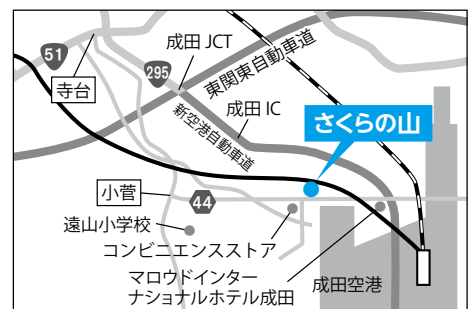 51
295
成田 JCT
東関東自動車道
寺台
成田 IC
新空港自動車道
さくらの山
小菅
44
遠山小学校
コンビニエンスストア
マロウドインター
ナショナルホテル成田
成田空港